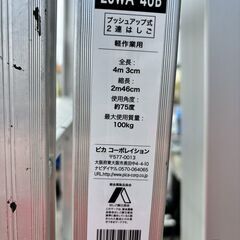 LUWA 40B
プッシュアップ式
2連はしご
軽作業用
全長:
4m 3cm
縮長:
2m46cm
使用角度:
約75度
最大使用質量:
100kg
ピカ コーポレイション
〒577-0013
大阪府東大阪市長田中4-4-10
ナビダイヤル 0570-064085
URL.http://www.pica-corp.co.jp